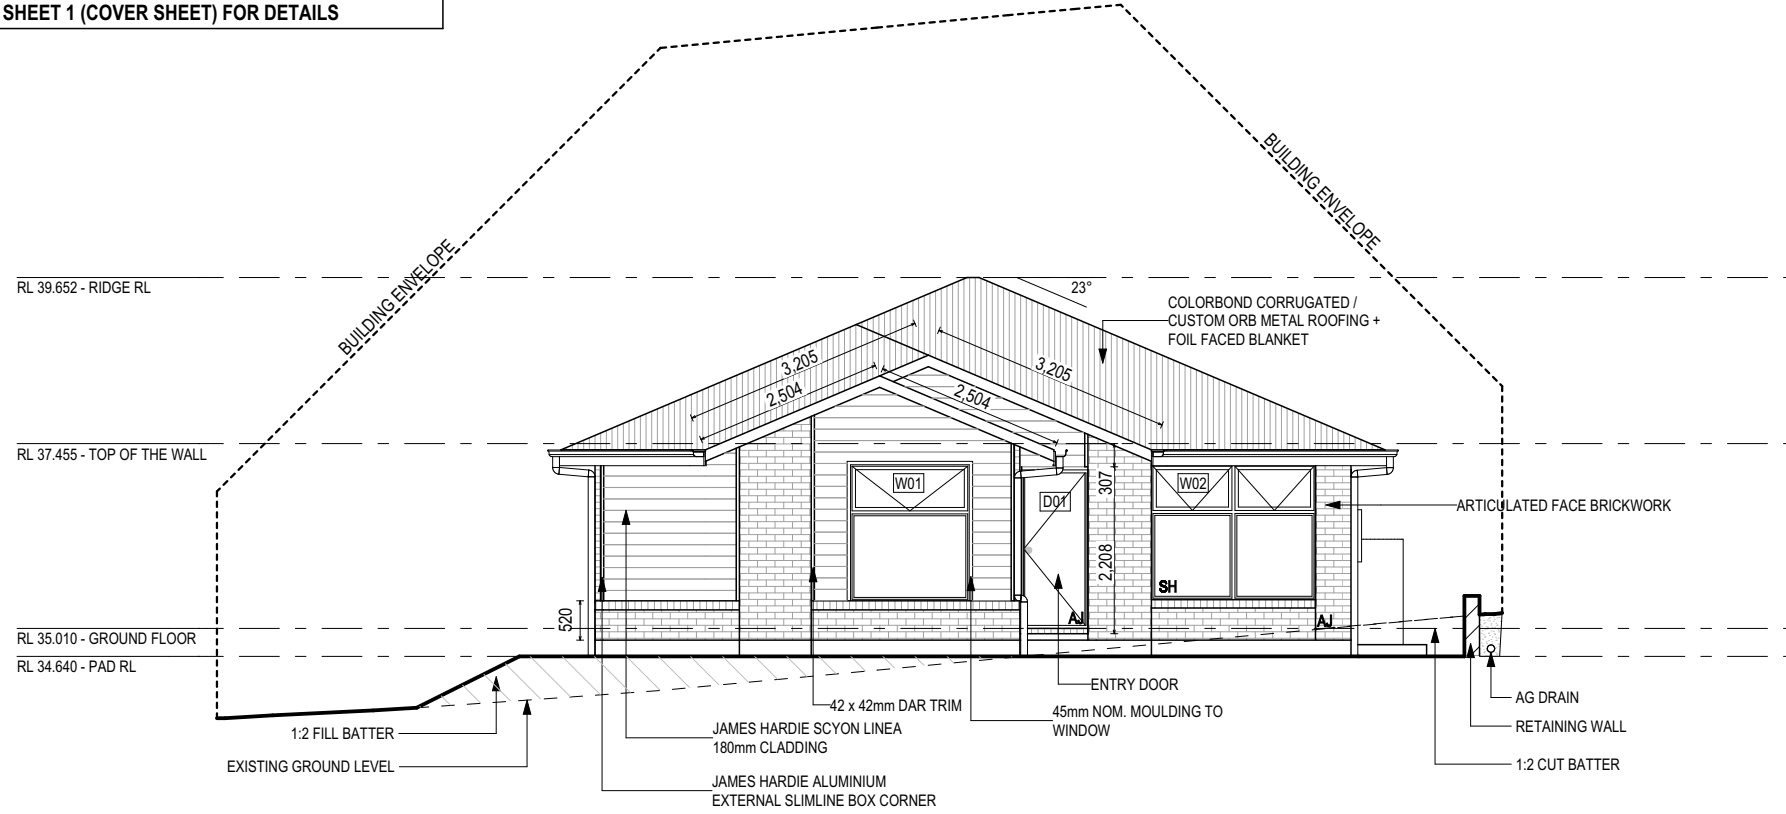 SHEET 1 (COVER SHEET) FOR DETAILS
BUILDING ENVELOPE
BUILDING ENVELOPE
RL 39.652 - RIDGE RL
23°
COLORBOND CORRUGATED /
CUSTOM ORB METAL ROOFING +
FOIL FACED BLANKET
3,205
2,504
3,205
2,504
RL 37.455 - TOP OF THE WALL
W01
D01
307
W02
ARTICULATED FACE BRICKWORK
2,208
SH
520
AJ
AJ
RL 35.010 - GROUND FLOOR
RL 34.640 - PAD RL
ENTRY DOOR
AG DRAIN
42 x 42mm DAR TRIM
45mm NOM. MOULDING TO
WINDOW
RETAINING WALL
1:2 FILL BATTER
JAMES HARDIE SCYON LINEA
180mm CLADDING
EXISTING GROUND LEVEL
1:2 CUT BATTER
JAMES HARDIE ALUMINIUM
EXTERNAL SLIMLINE BOX CORNER